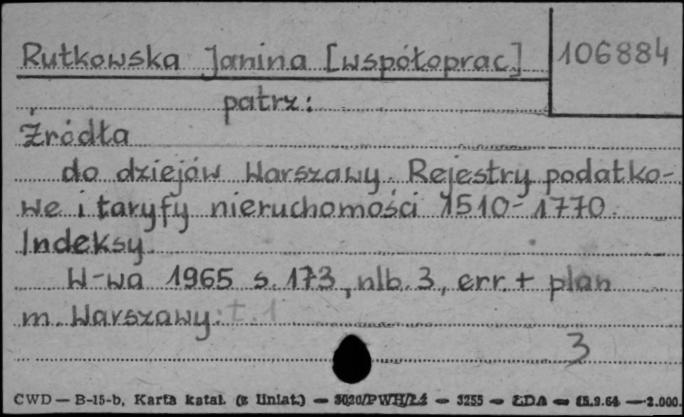 Rutkowska Janina [współoprac.]
106884
patrz:
Źródła
do dziejów Warszawy. Rejestry podatko-
we i taryfy nieruchomości 1510-1770.
Indeksy.
W-wa 1965 s. 173, nlb. 3, err. + plan
m. Warszawy. t. 1
3
CWD — B-15-b, Karta katal. (z liniat.) — /PWH/Łł — 3255 — ŁDA — 15.9.64 — 2.000.